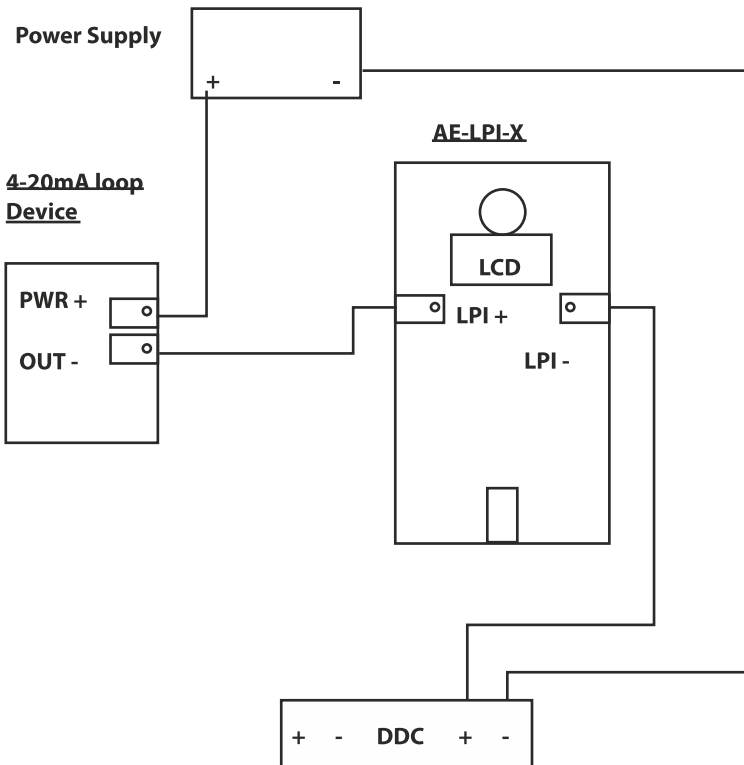 Power Supply
+ -
AE-LPI-X
4-20mA loop
Device
LCD
PWR +
LPI +
OUT -
LPI -
+ - DDC + -